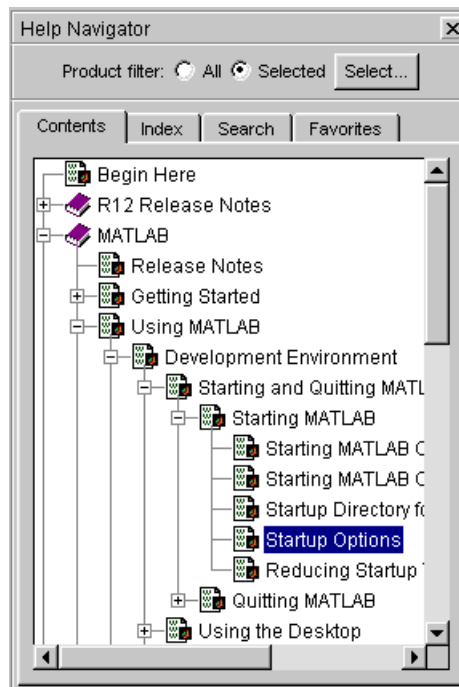 Help Navigator
Product filter: All Selected Select...
Contents Index Search Favorites
Begin Here
R12 Release Notes
MATLAB
Release Notes
Getting Started
Using MATLAB
Development Environment
Starting and Quitting MATL
Starting MATLAB
Starting MATLAB C
Starting MATLAB C
Startup Directory fo
Startup Options
Reducing Startup T
Quitting MATLAB
Using the Desktop